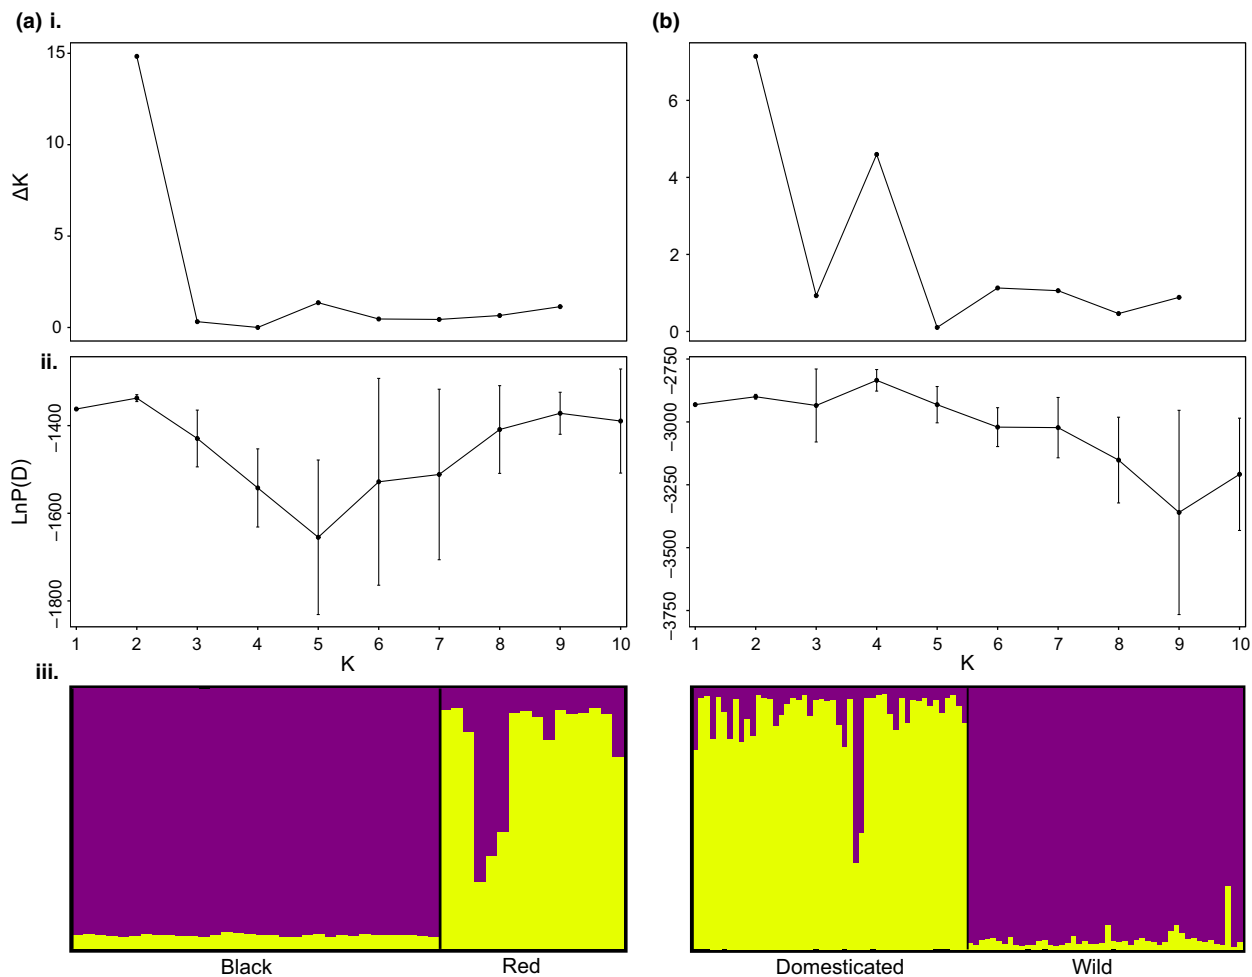 (a) i.
(b)
15
10
5
0
ΔK
6
4
2
0
ii.
−1400
−1600
−1800
LnP(D)
−2750
−3000
−3250
−3500
−3750
1 2 3 4 5 6 7 8 9 10
K
1 2 3 4 5 6 7 8 9 10
K
iii.
Black Red
Domesticated Wild